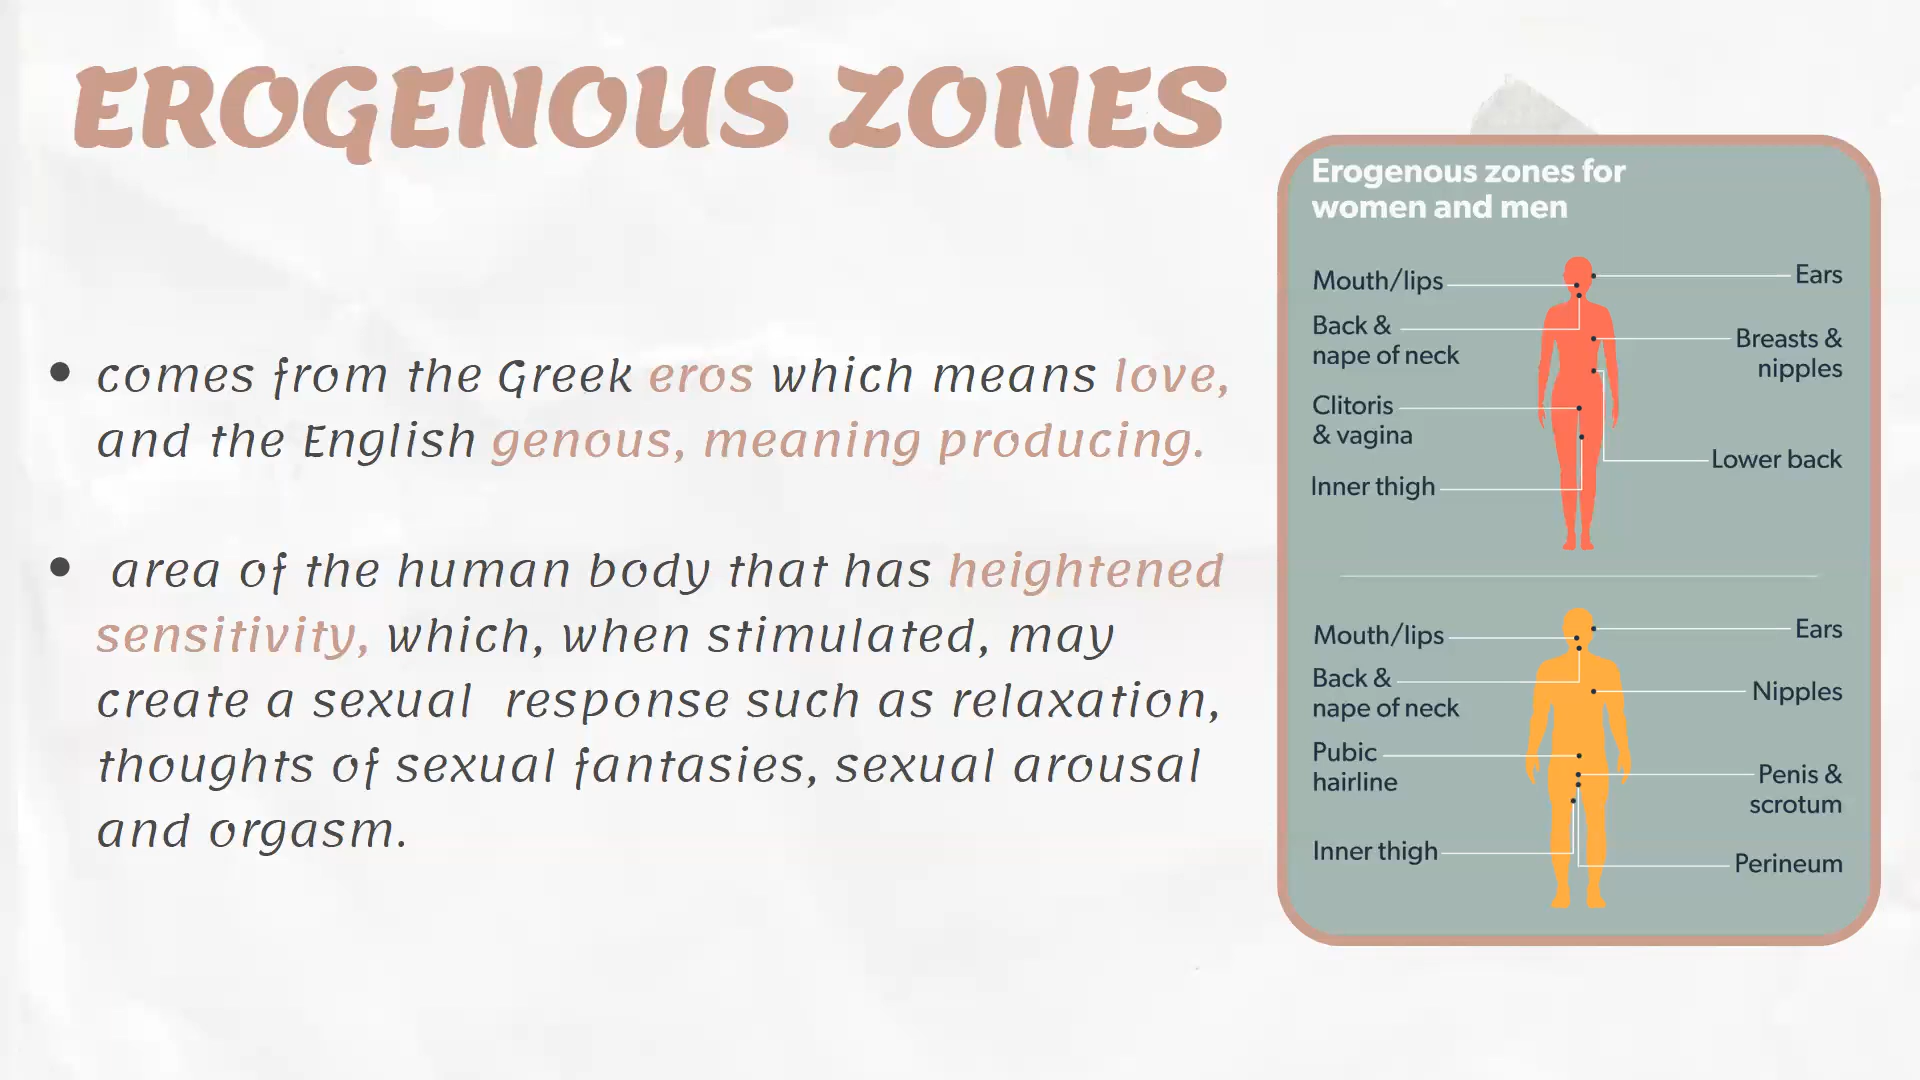 EROGENOUS ZONES
• comes from the Greek eros which means love,
and the English genous, meaning producing.
• area of the human body that has heightened
sensitivity, which, when stimulated, may
create a sexual response such as relaxation,
thoughts of sexual fantasies, sexual arousal
and orgasm.
Erogenous zones for
women and men
Mouth/lips
Back &
nape of neck
Clitoris
& vagina
Inner thigh
Ears
Breasts &
nipples
Lower back
Mouth/lips
Back &
nape of neck
Pubic
hairline
Inner thigh
Ears
Nipples
Penis &
scrotum
Perineum